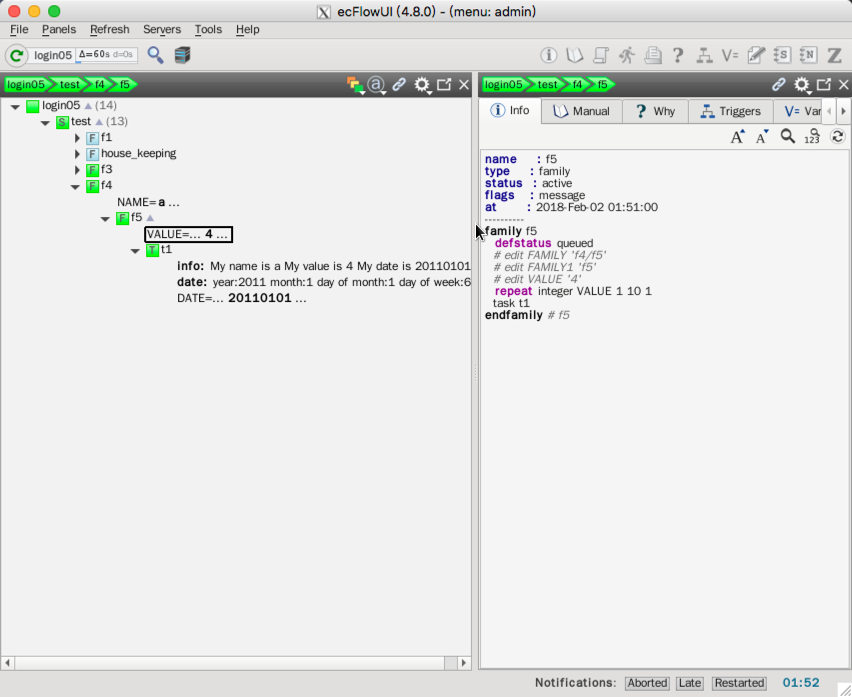 ecFlowUI (4.8.0) - (menu: admin)
File Panels Refresh Servers Tools Help
login05 Δ=60s d=0s
login05 test f4 f5
login05 (14)
test (13)
f1
house_keeping
f3
f4
NAME= a ...
f5
VALUE=... 4 ...
t1
info: My name is a My value is 4 My date is 20110101
date: year:2011 month:1 day of month:1 day of week:6
DATE=... 20110101 ...
login05 test f4 f5
Info Manual Why Triggers V= Var
name : f5
type : family
status : active
flags : message
at : 2018-Feb-02 01:51:00
----------
family f5
defstatus queued
# edit FAMILY 'f4/f5'
# edit FAMILY1 'f5'
# edit VALUE '4'
repeat integer VALUE 1 10 1
task t1
endfamily # f5
Notifications: Aborted Late Restarted 01:52